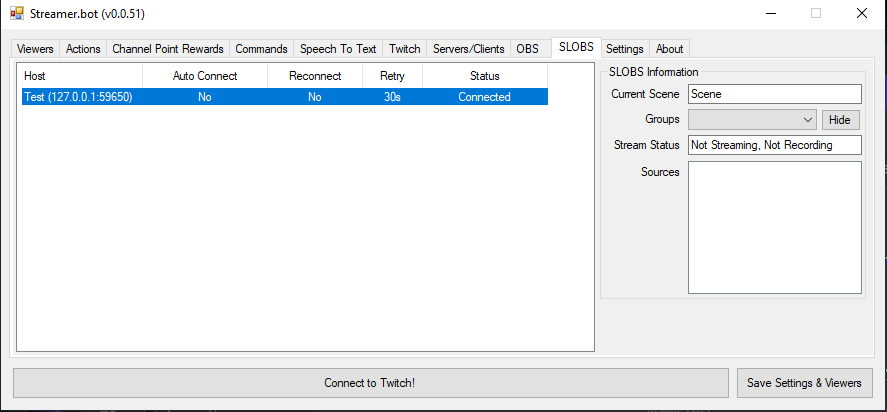 Streamer.bot (v0.0.51)
Viewers Actions Channel Point Rewards Commands Speech To Text Twitch Servers/Clients OBS SLOBS Settings About
Host Auto Connect Reconnect Retry Status
Test (127.0.0.1:59650) No No 30s Connected
SLOBS Information
Current Scene Scene
Groups Hide
Stream Status Not Streaming, Not Recording
Sources
Connect to Twitch! Save Settings & Viewers